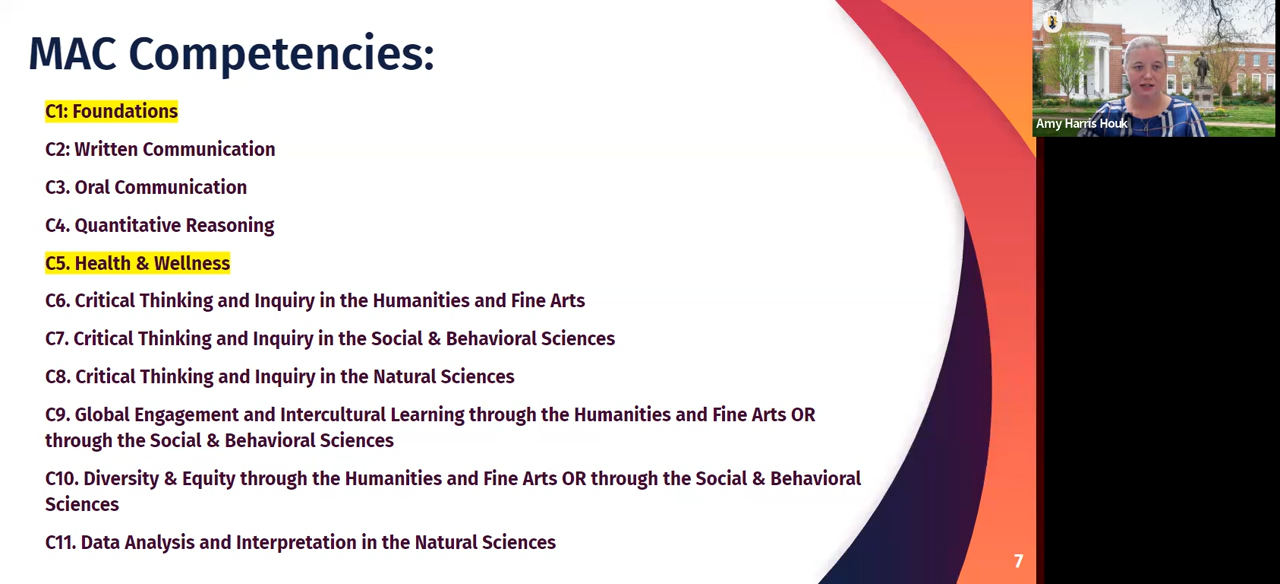 MAC Competencies:
C1: Foundations
C2: Written Communication
C3. Oral Communication
C4. Quantitative Reasoning
C5. Health & Wellness
C6. Critical Thinking and Inquiry in the Humanities and Fine Arts
C7. Critical Thinking and Inquiry in the Social & Behavioral Sciences
C8. Critical Thinking and Inquiry in the Natural Sciences
C9. Global Engagement and Intercultural Learning through the Humanities and Fine Arts OR
through the Social & Behavioral Sciences
C10. Diversity & Equity through the Humanities and Fine Arts OR through the Social & Behavioral
Sciences
C11. Data Analysis and Interpretation in the Natural Sciences
7
Amy Harris Houk